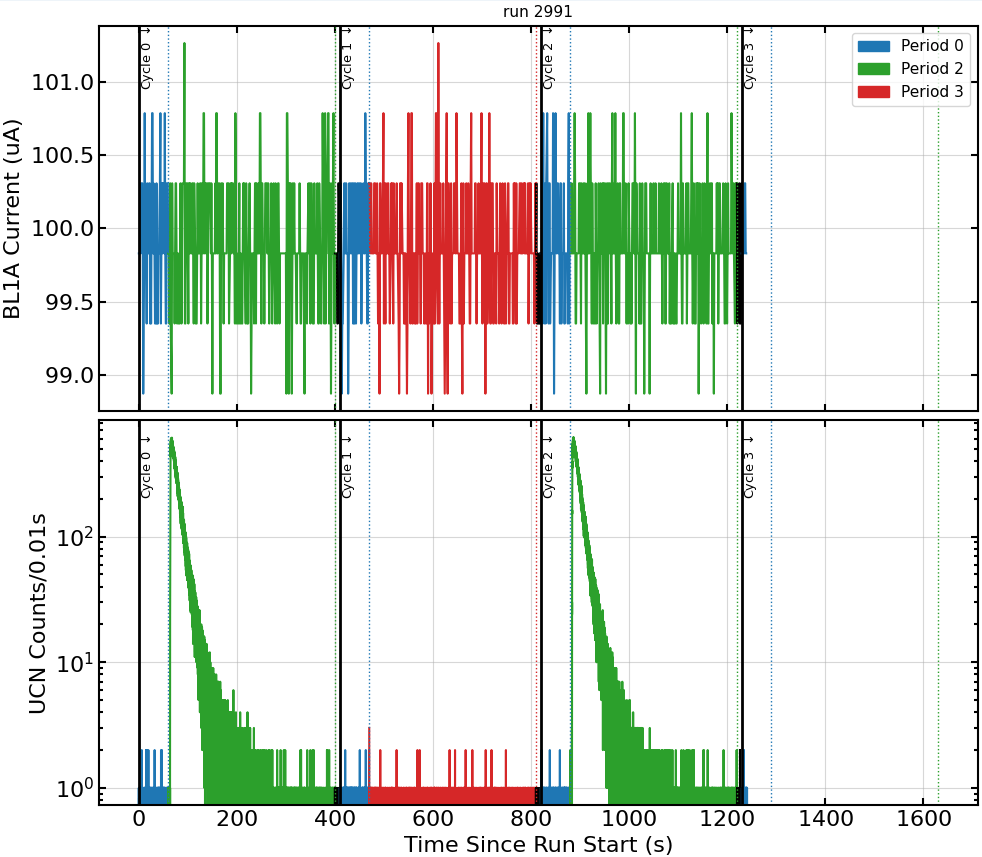 run 2991
BL1A Current (uA)
101.0
100.5
100.0
99.5
99.0
Cycle 0 →
Cycle 1 →
Cycle 2 →
Cycle 3 →
Period 0
Period 2
Period 3
UCN Counts/0.01s
10²
10¹
10⁰
Cycle 0 →
Cycle 1 →
Cycle 2 →
Cycle 3 →
0 200 400 600 800 1000 1200 1400 1600
Time Since Run Start (s)